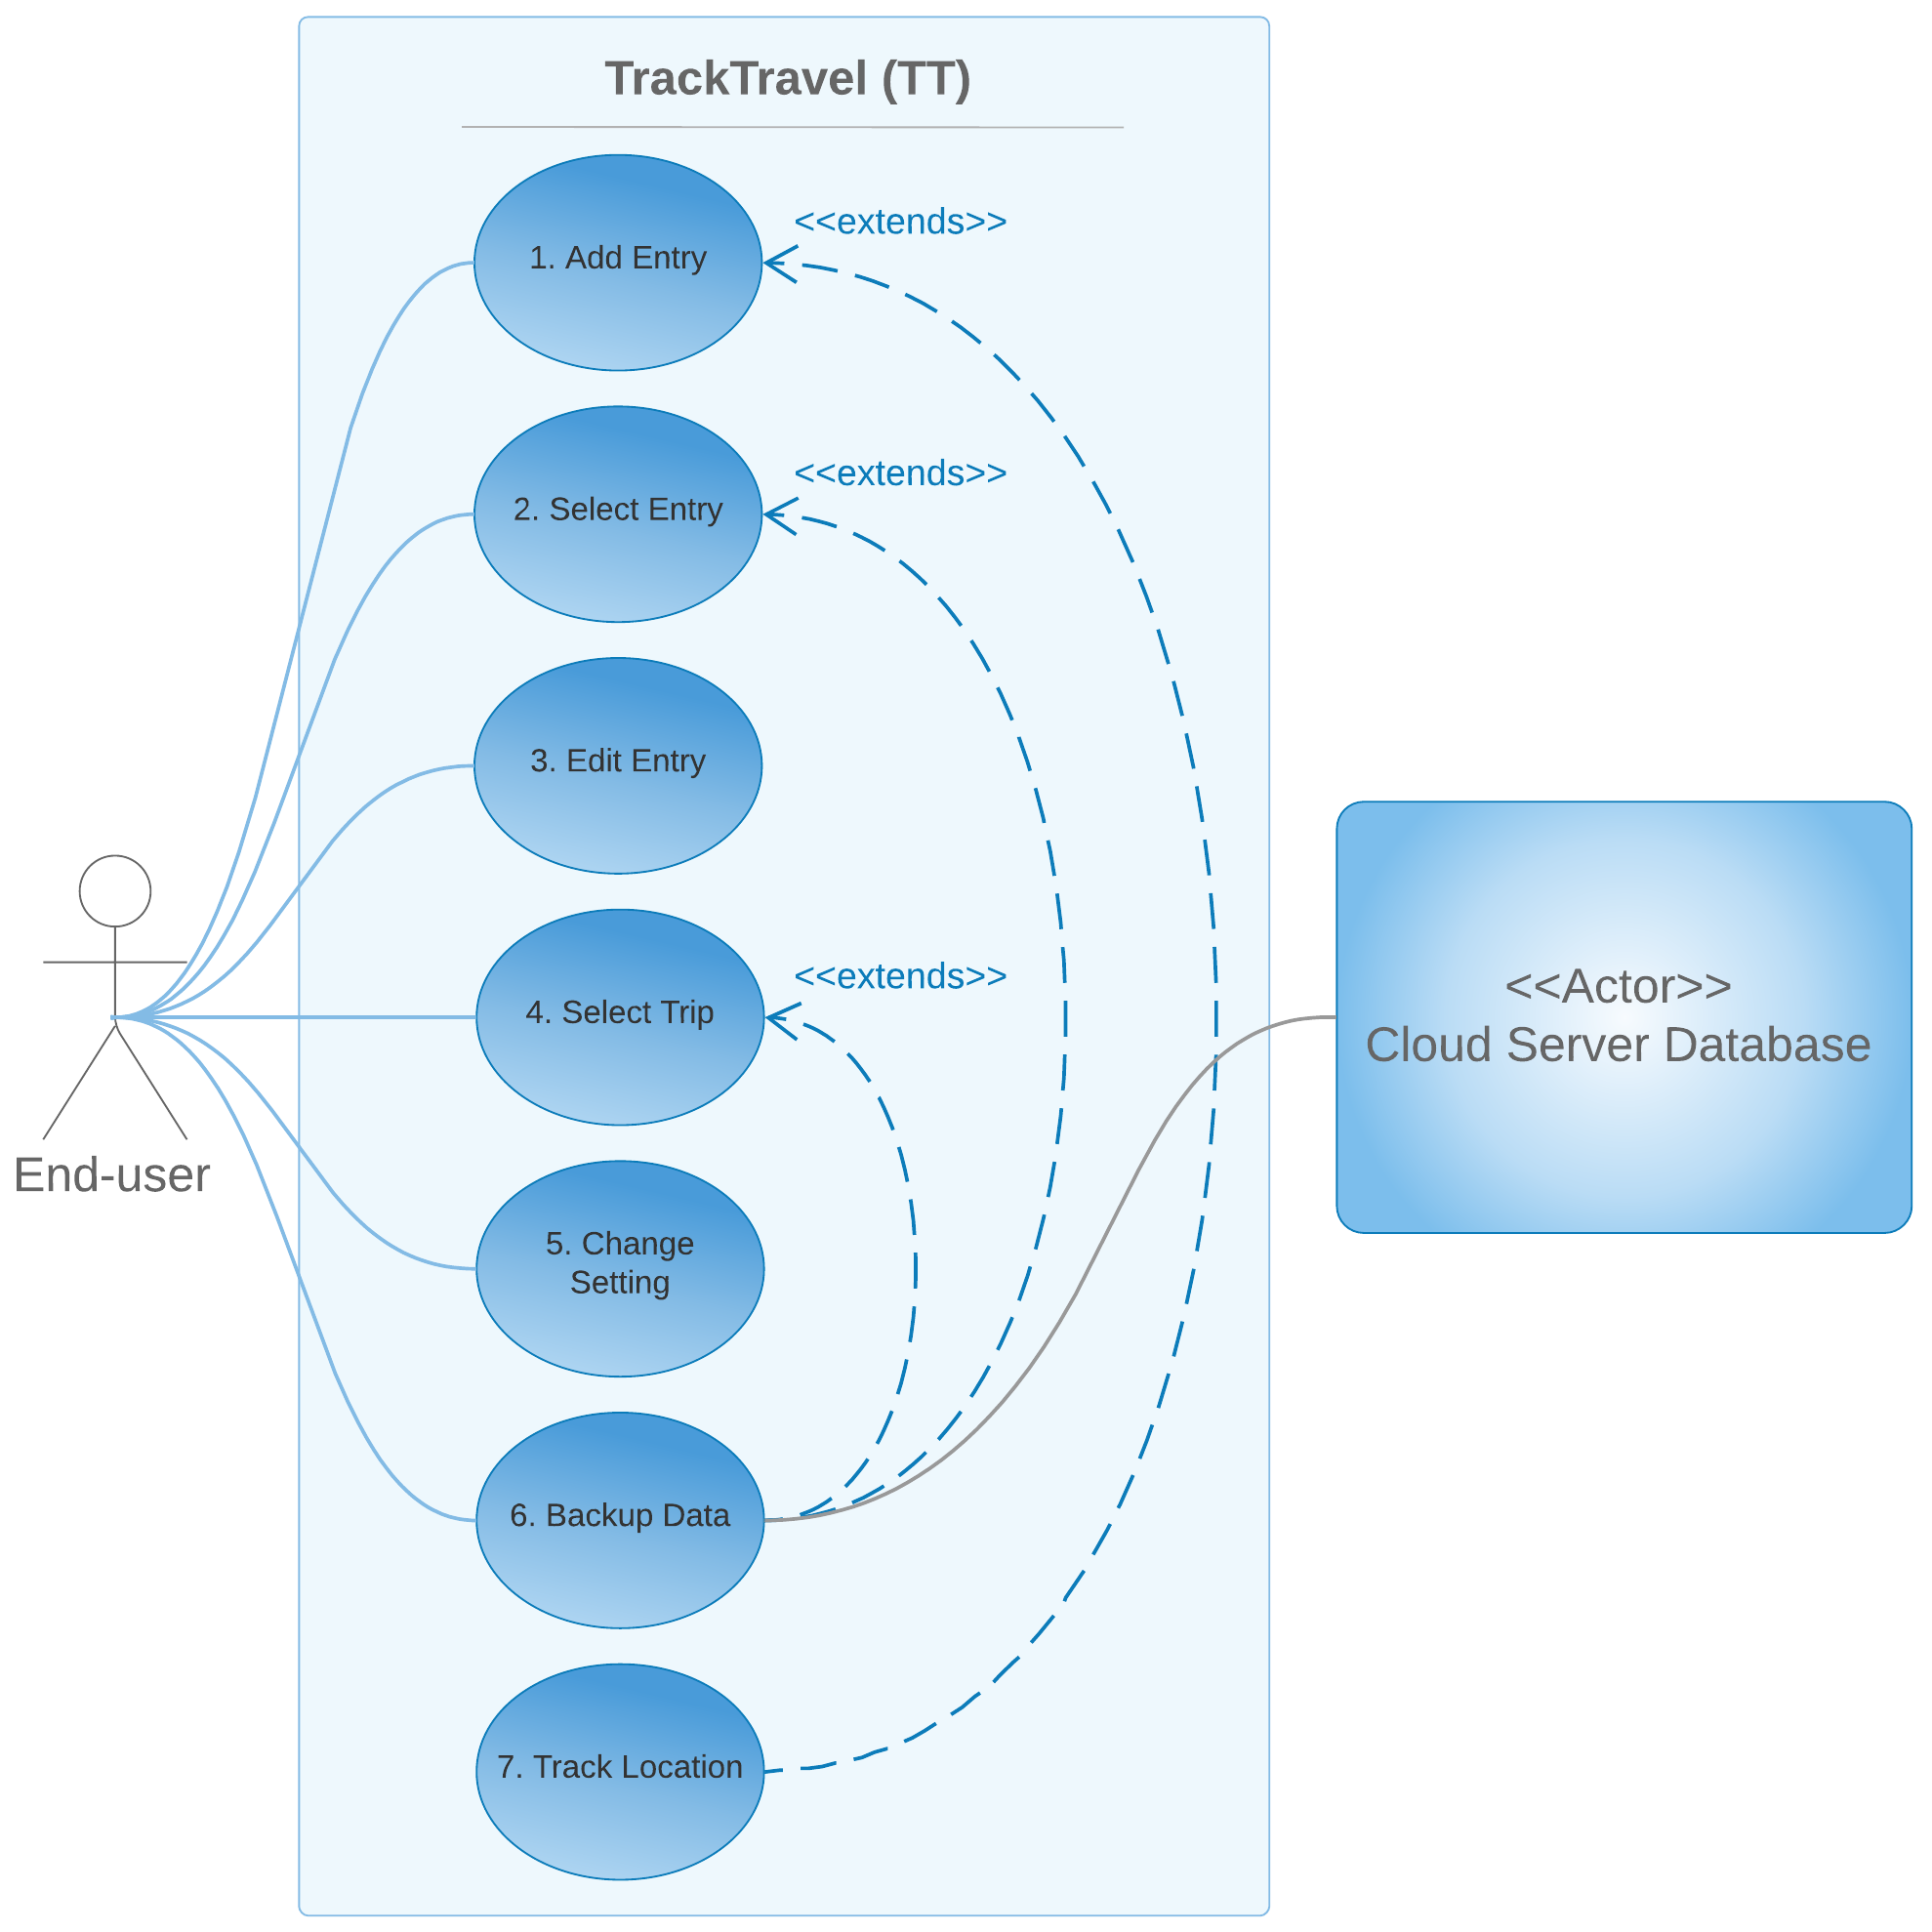 TrackTravel (TT)
1. Add Entry
<<extends>>
2. Select Entry
<<extends>>
3. Edit Entry
4. Select Trip
<<extends>>
5. Change
Setting
6. Backup Data
7. Track Location
End-user
<<Actor>>
Cloud Server Database